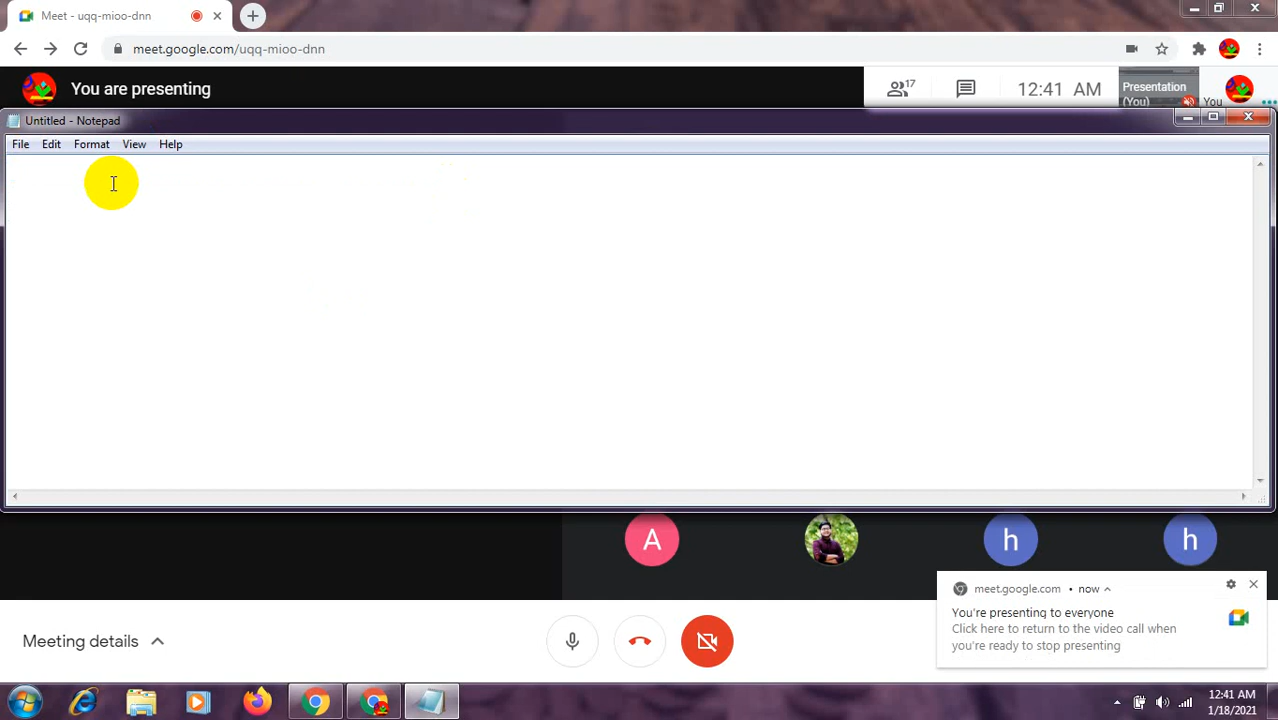 Meet - uqq-mioo-dnn
meet.google.com/uqq-mioo-dnn
You are presenting
17
12:41 AM
Presentation
(You)
You
Untitled - Notepad
File Edit Format View Help
A
h
h
meet.google.com • now
You're presenting to everyone
Click here to return to the video call when
you're ready to stop presenting
Meeting details
12:41 AM
1/18/2021